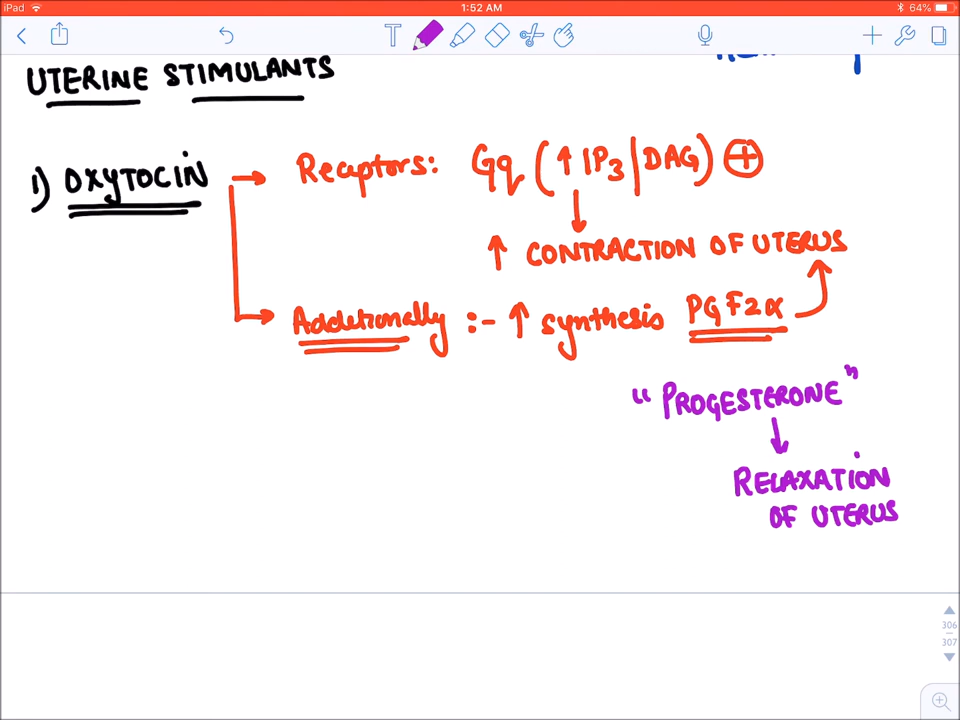 iPad 1:52 AM 64%
UTERINE STIMULANTS
1) OXYTOCIN → Receptors: Gq (↑ IP3 | DAG) ⊕
↓
↑ CONTRACTION OF UTERUS
→ Additionally :- ↑ synthesis PGF2α
"PROGESTERONE"
↓
RELAXATION
OF UTERUS
306
307